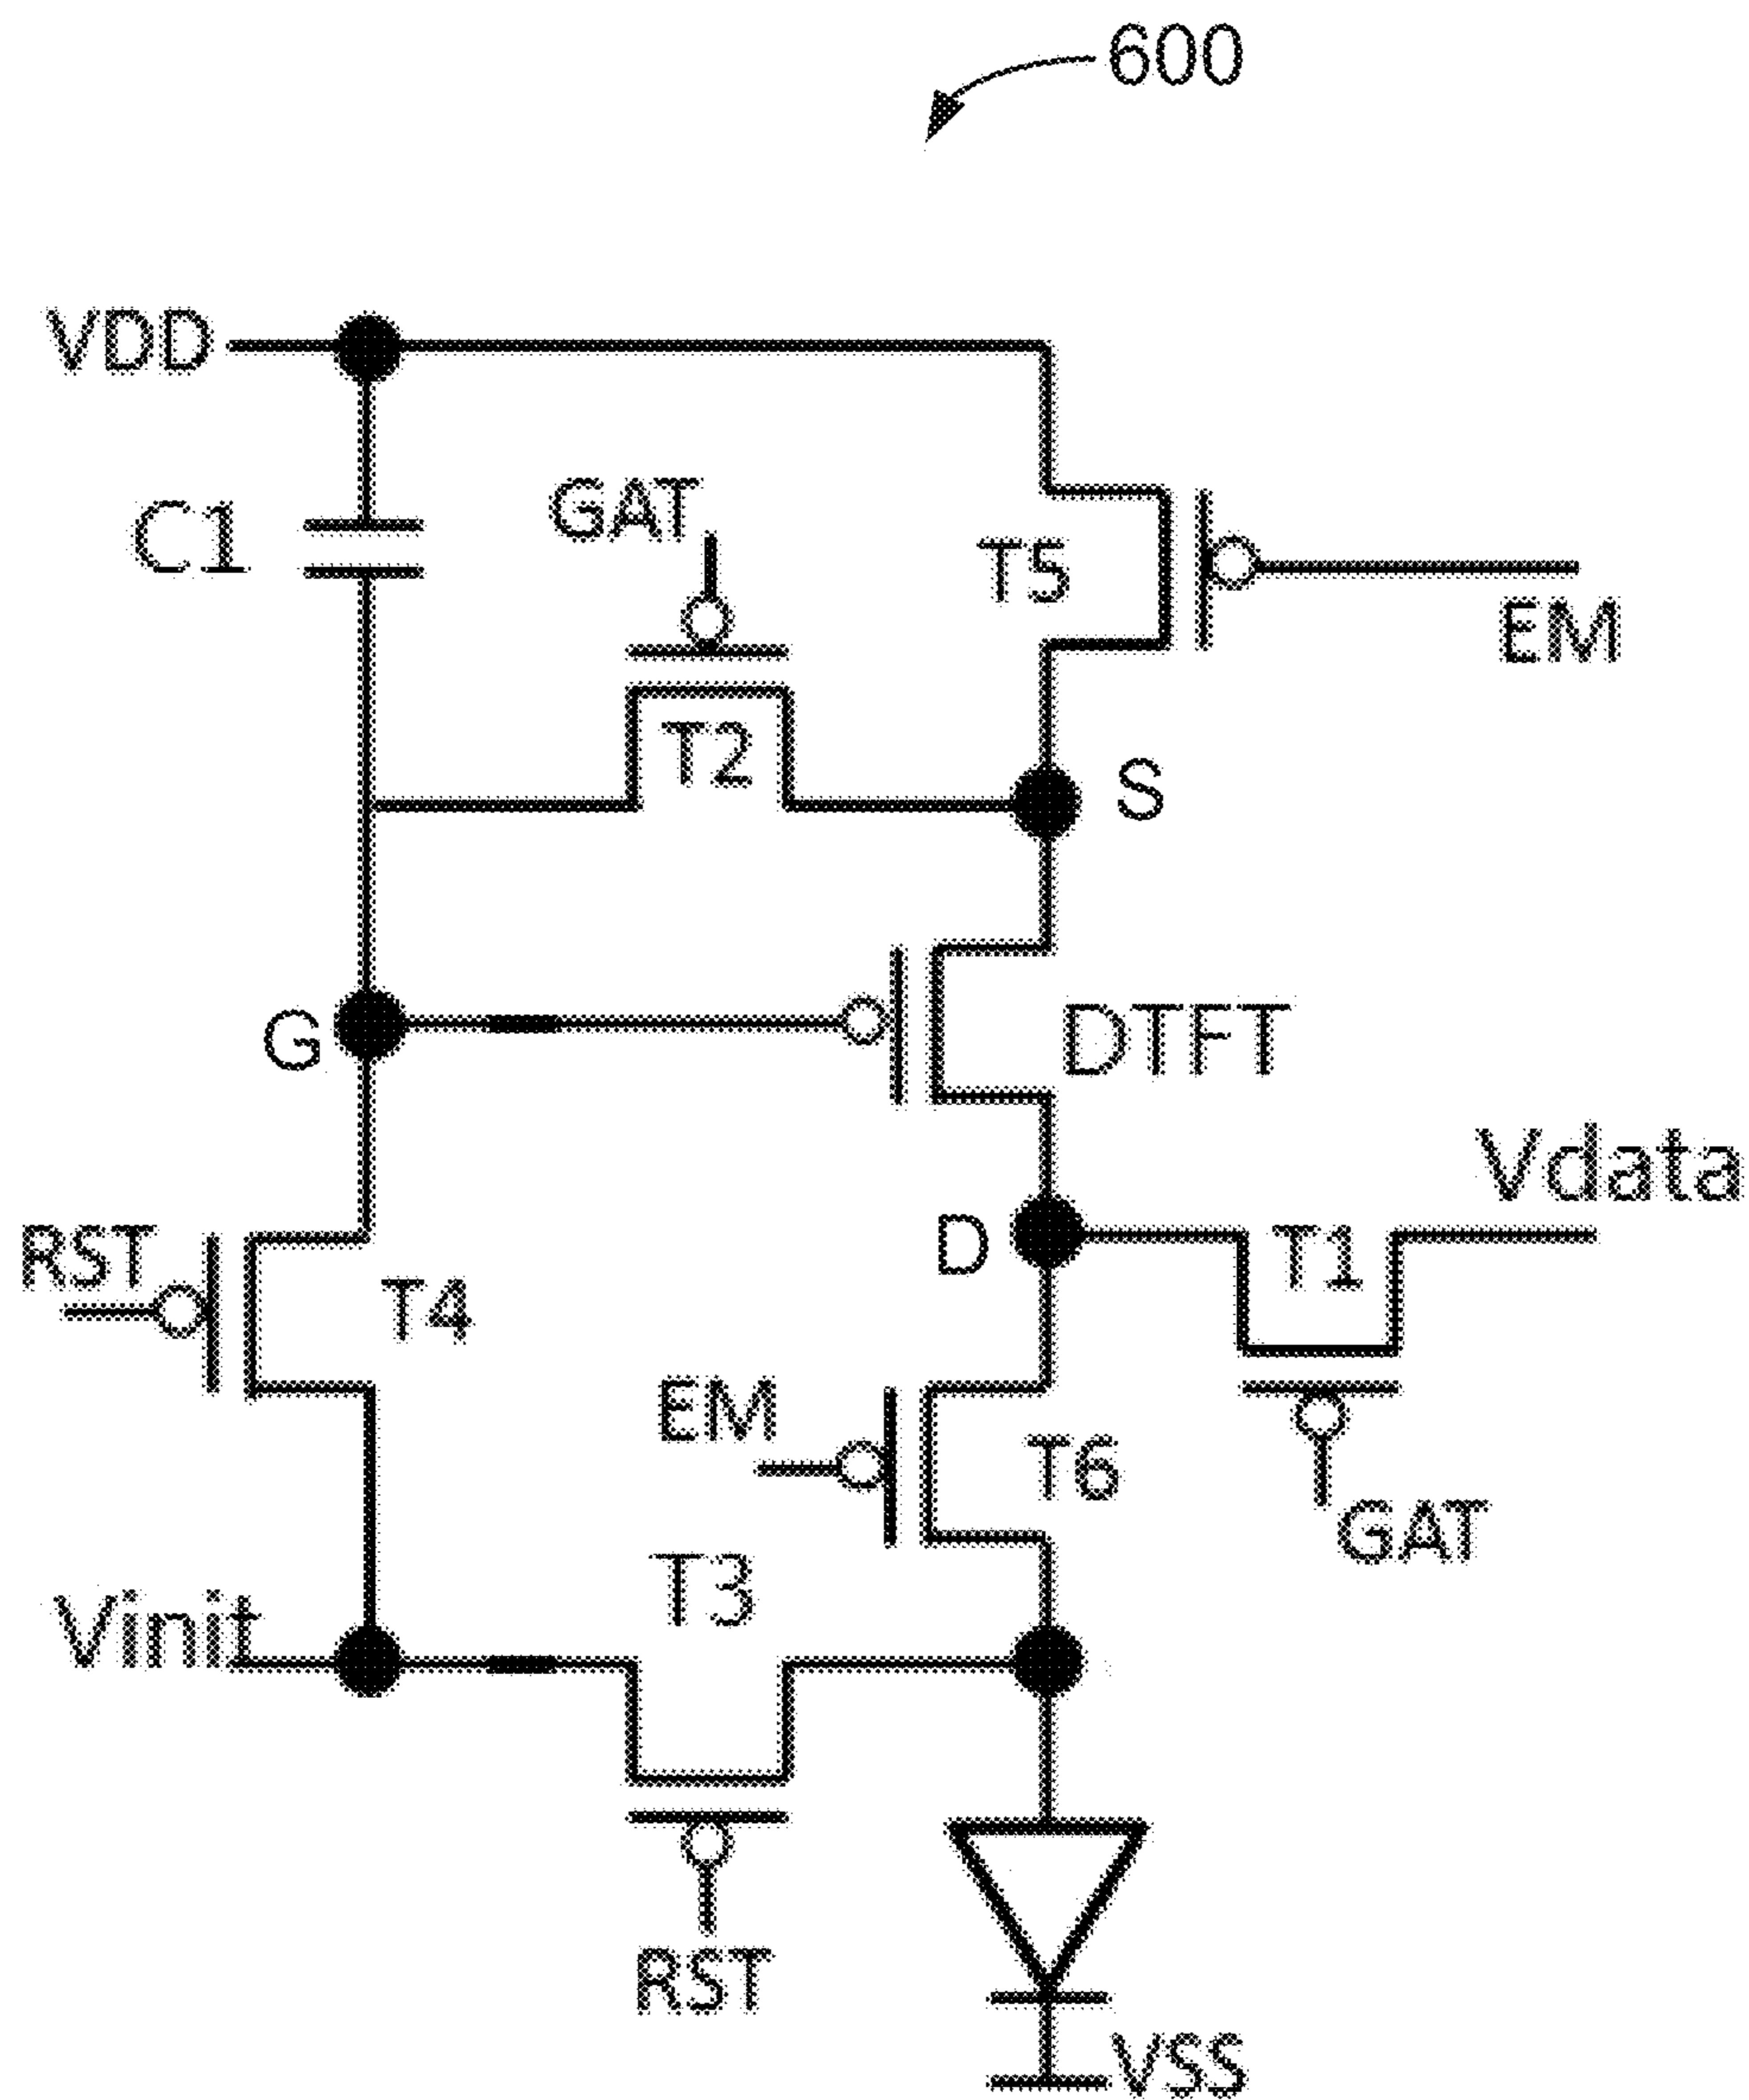 600
VDD
C1
GAT
T5
EM
T2
S
G
DTFT
Vdata
RST
T4
D
T1
EM
T6
GAT
T3
Vinit
RST
VSS